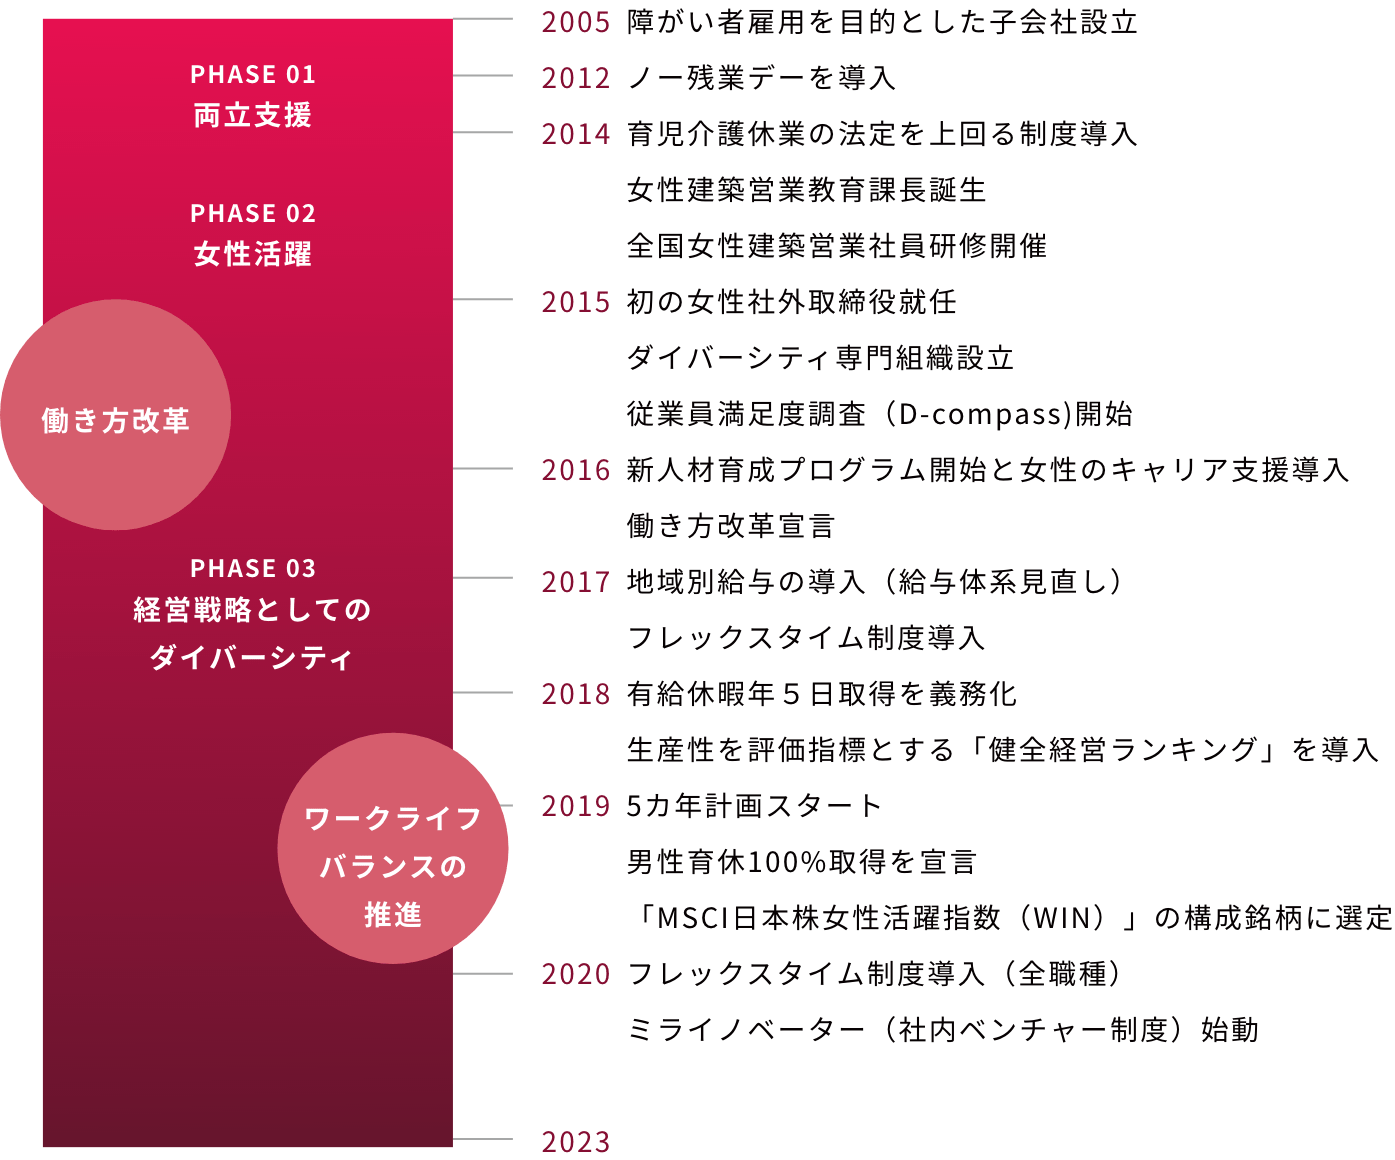 PHASE 01
両立支援
PHASE 02
女性活躍
働き方改革
PHASE 03
経営戦略としての
ダイバーシティ
ワークライフ
バランスの
推進
2005 障がい者雇用を目的とした子会社設立
2012 ノー残業デーを導入
2014 育児介護休業の法定を上回る制度導入
女性建築営業教育課長誕生
全国女性建築営業社員研修開催
2015 初の女性社外取締役就任
ダイバーシティ専門組織設立
従業員満足度調査（D-compass)開始
2016 新人材育成プログラム開始と女性のキャリア支援導入
働き方改革宣言
2017 地域別給与の導入（給与体系見直し）
フレックスタイム制度導入
2018 有給休暇年５日取得を義務化
生産性を評価指標とする「健全経営ランキング」を導入
2019 5カ年計画スタート
男性育休100%取得を宣言
「MSCI日本株女性活躍指数（WIN）」の構成銘柄に選定
2020 フレックスタイム制度導入（全職種）
ミライノベーター（社内ベンチャー制度）始動
2023